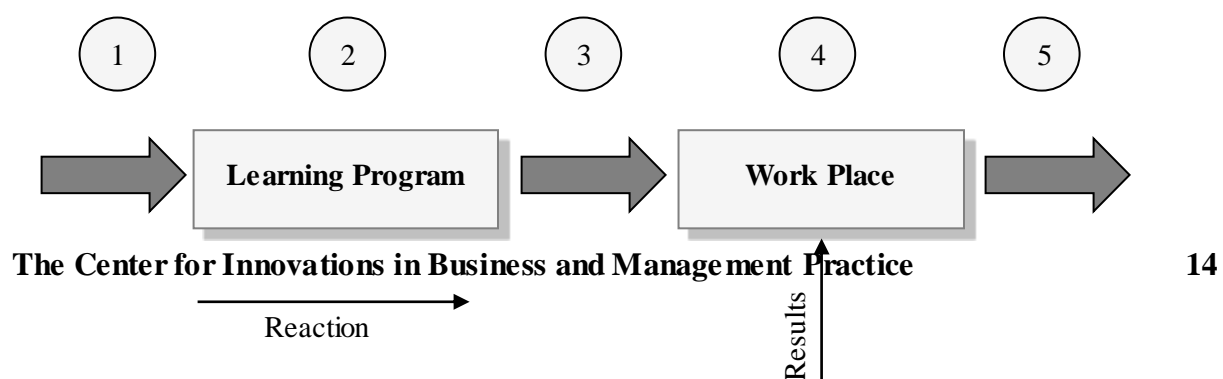 1 2 3 4 5
Learning Program Work Place
The Center for Innovations in Business and Management Practice 14
Reaction
Results